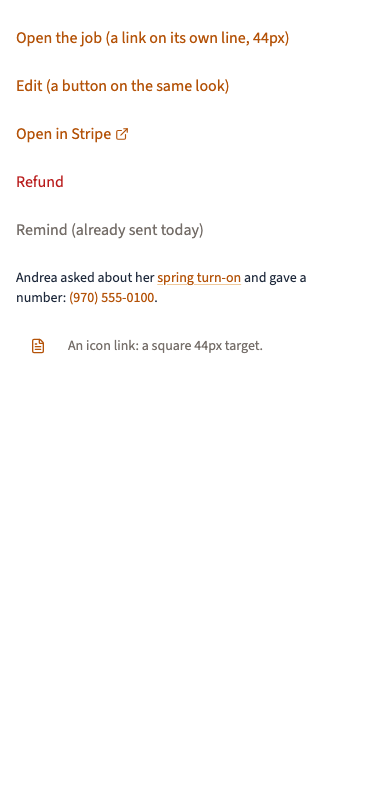 Open the job (a link on its own line, 44px)
Edit (a button on the same look)
Open in Stripe
Refund
Remind (already sent today)
Andrea asked about her spring turn-on and gave a
number: (970) 555-0100.
An icon link: a square 44px target.